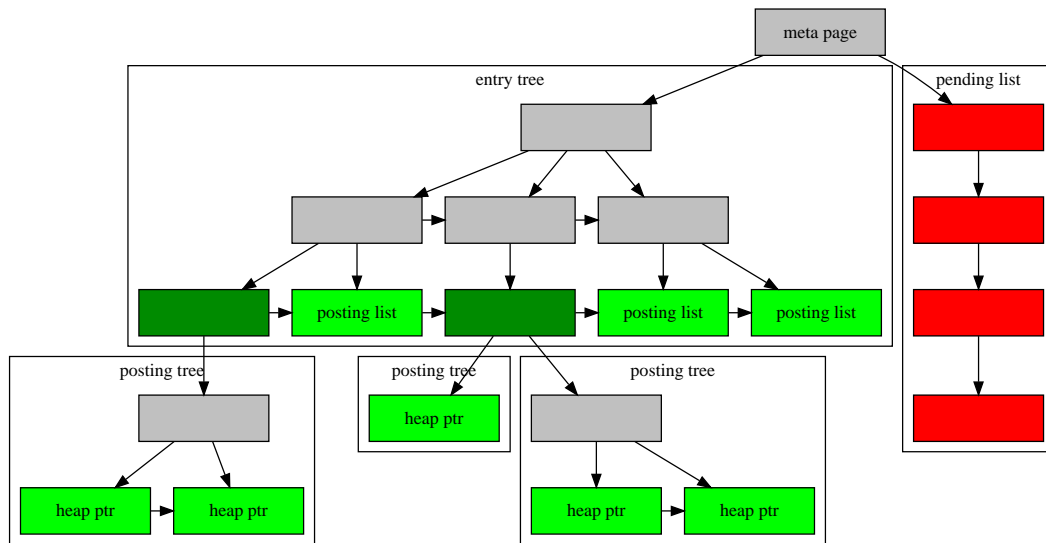 meta page
entry tree
pending list
posting list
posting list
posting list
posting tree
posting tree
posting tree
heap ptr
heap ptr
heap ptr
heap ptr
heap ptr